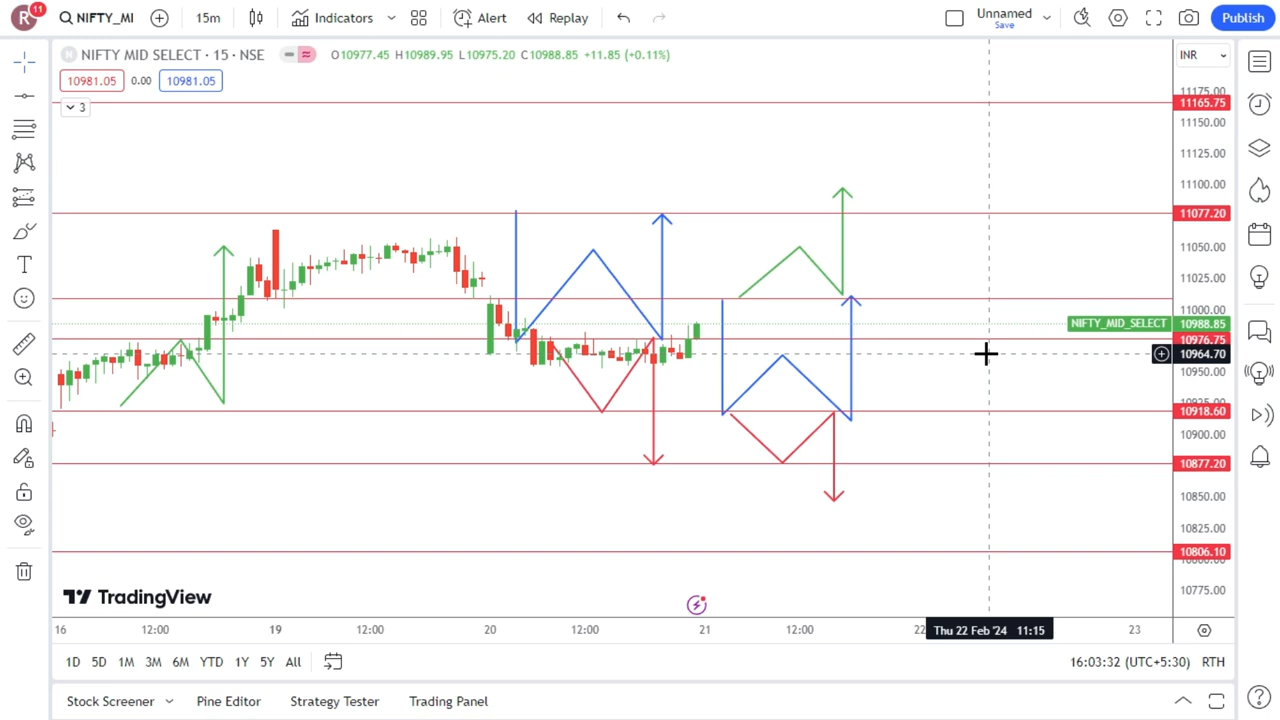 R 11 NIFTY_MI 15m Indicators Alert Replay Unnamed Save Publish
NIFTY MID SELECT · 15 · NSE O10977.45 H10989.95 L10975.20 C10988.85 +11.85 (+0.11%) INR
10981.05 0.00 10981.05
3
11175.00
11165.75
11150.00
11125.00
11100.00
11077.20
11050.00
11025.00
11000.00
NIFTY_MID_SELECT 10988.85
10976.75
10964.70
10950.00
10925.00
10918.60
10900.00
10877.20
10850.00
10825.00
10806.10
10800.00
10775.00
TradingView
16 12:00 19 12:00 20 12:00 21 12:00 22 Thu 22 Feb '24 11:15 23
1D 5D 1M 3M 6M YTD 1Y 5Y All 16:03:32 (UTC+5:30) RTH
Stock Screener Pine Editor Strategy Tester Trading Panel